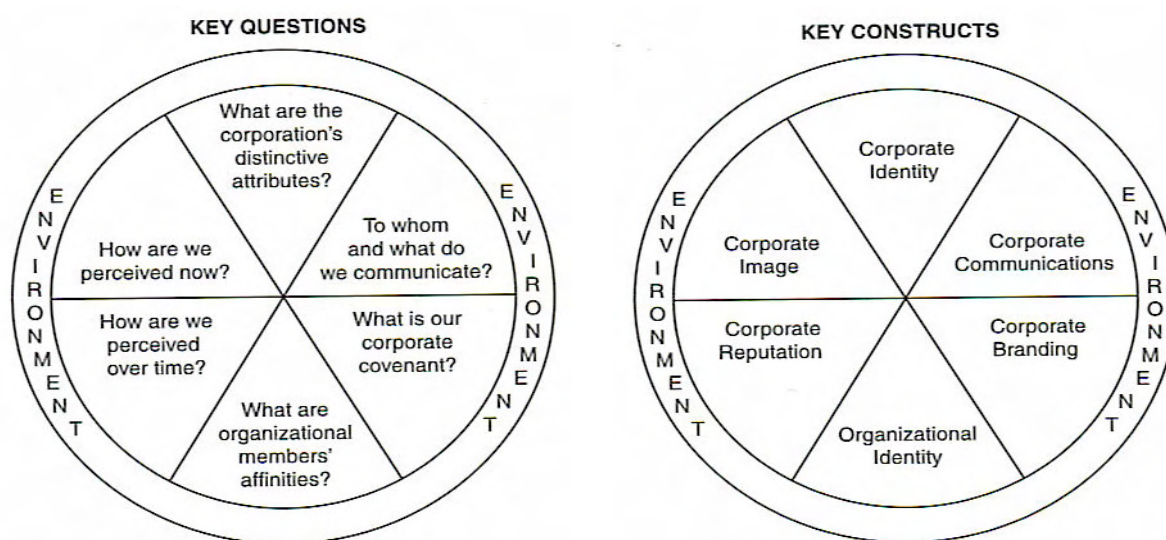 KEY QUESTIONS
What are the
corporation's
distinctive
attributes?
To whom
and what do
we communicate?
What is our
corporate
covenant?
What are
organizational
members'
affinities?
How are we
perceived
over time?
How are we
perceived now?
ENVIRONMENT
ENVIRONMENT
KEY CONSTRUCTS
Corporate
Identity
Corporate
Communications
Corporate
Branding
Organizational
Identity
Corporate
Reputation
Corporate
Image
ENVIRONMENT
ENVIRONMENT